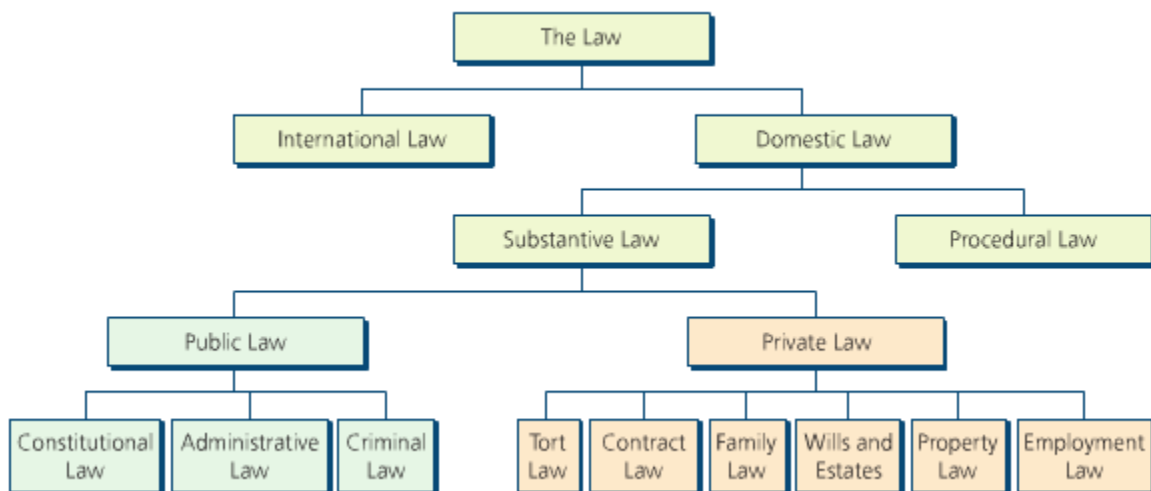 The Law
International Law
Domestic Law
Substantive Law
Procedural Law
Public Law
Private Law
Constitutional
Law
Administrative
Law
Criminal
Law
Tort
Law
Contract
Law
Family
Law
Wills and
Estates
Property
Law
Employment
Law